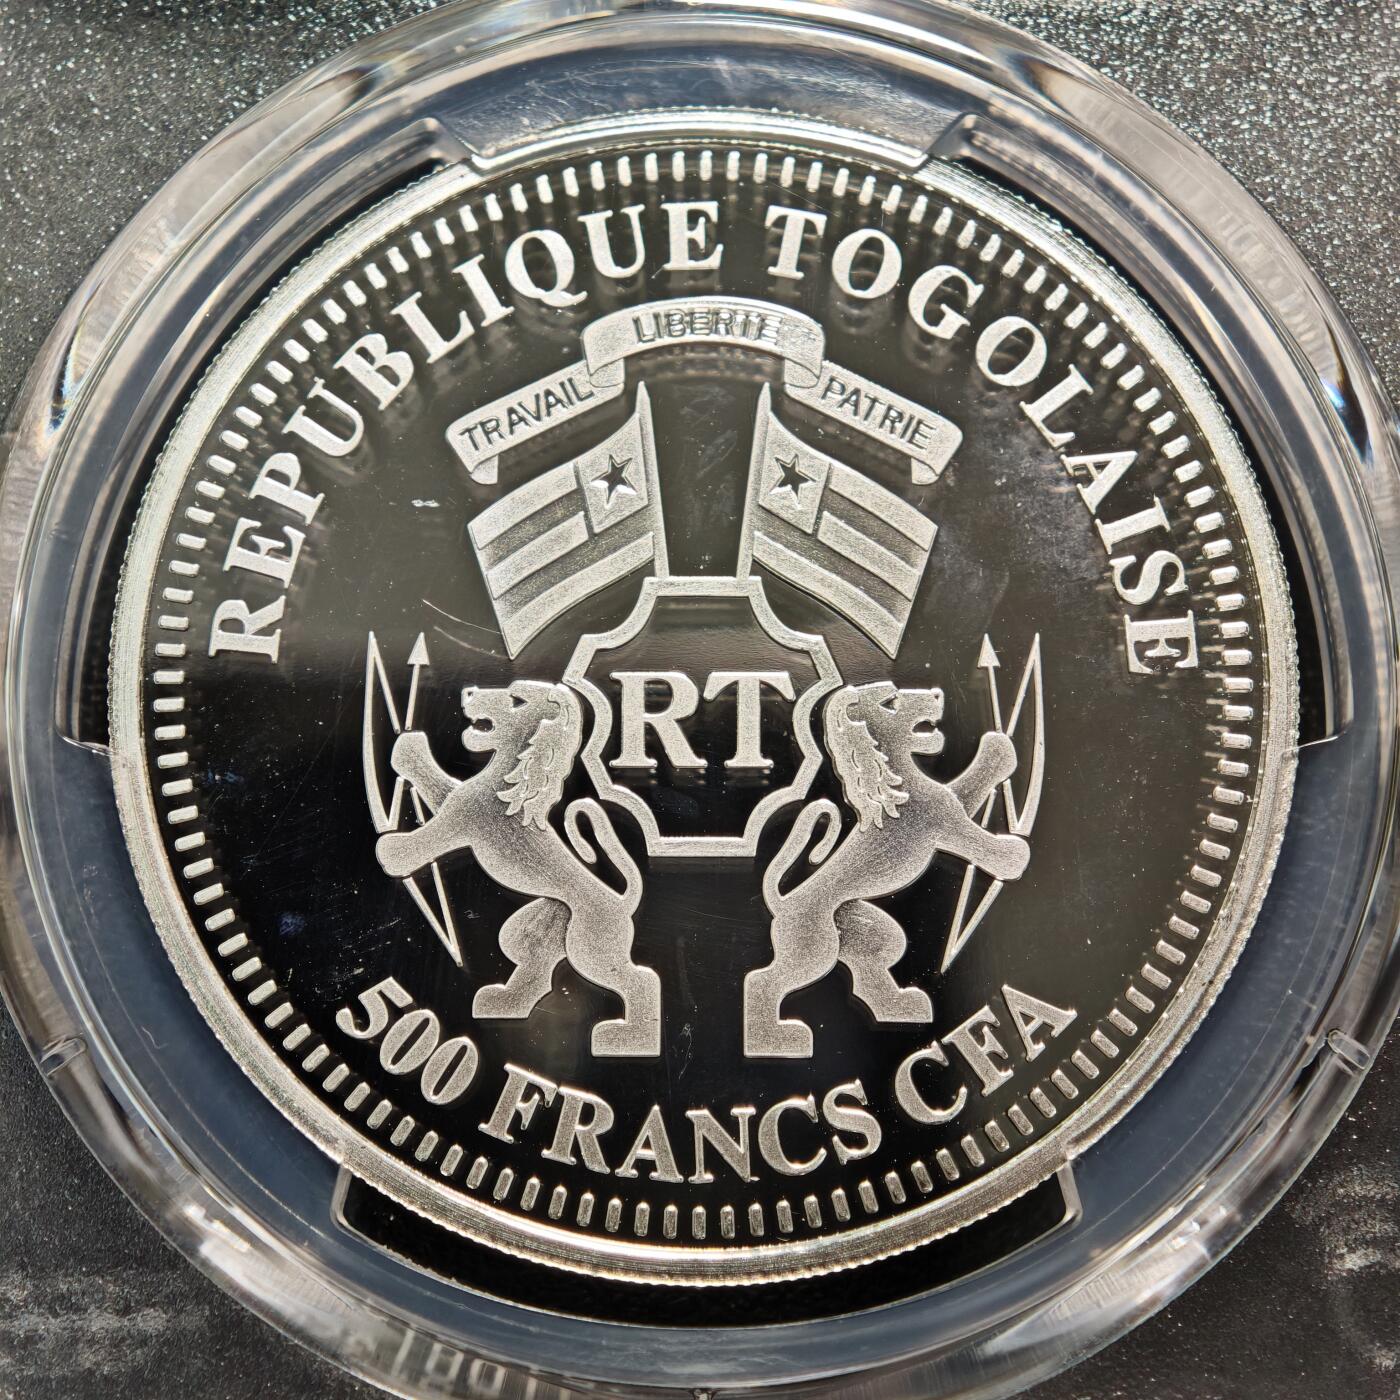 REPUBLIQUE TOGOLAISE
LIBERTE
TRAVAIL
PATRIE
RT
500 FRANCS CFA